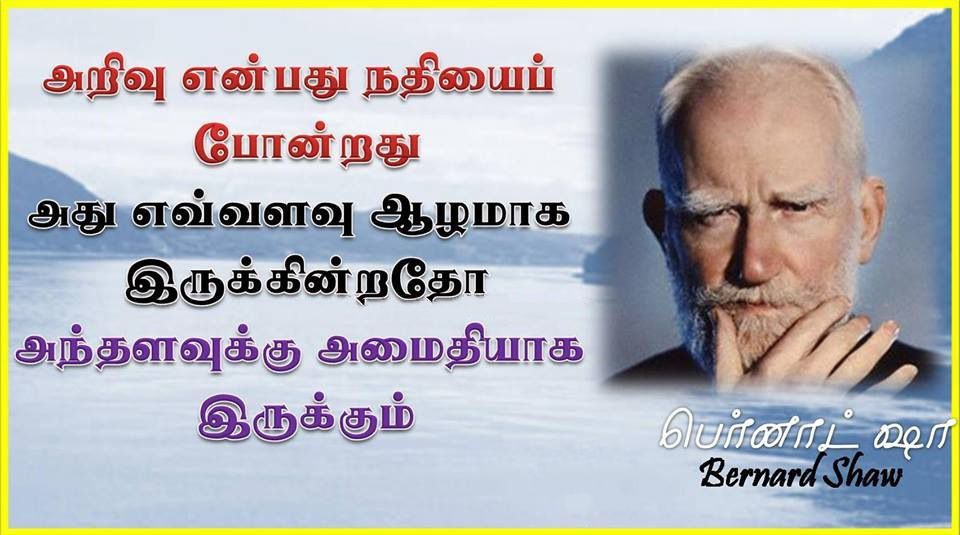 அறிவு என்பது நதியைப்
போன்றது
அது எவ்வளவு ஆழமாக
இருக்கின்றதோ
அந்தளவுக்கு அமைதியாக
இருக்கும்
பெர்னாட் ஷா
Bernard Shaw